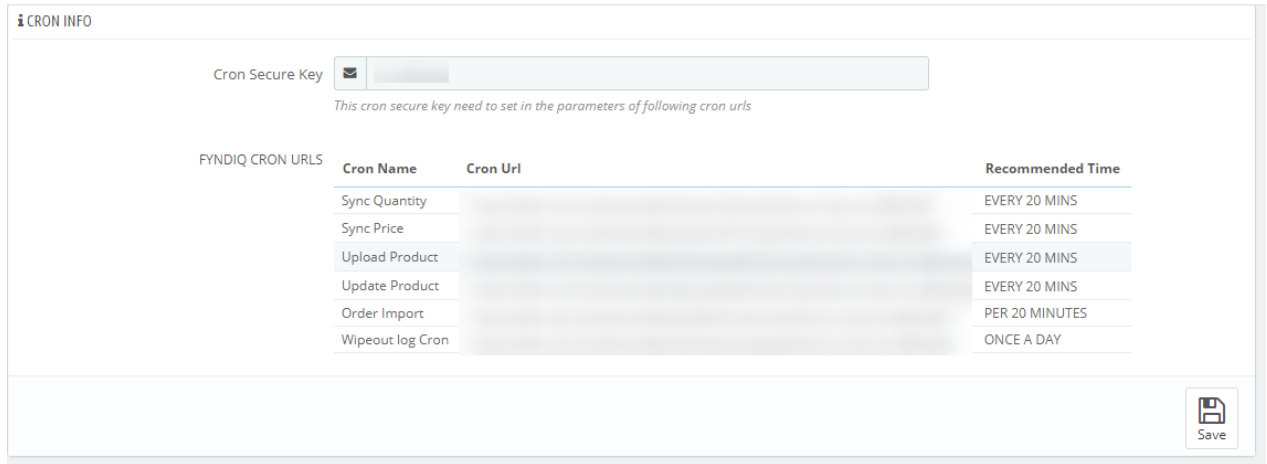 CRON INFO
Cron Secure Key
This cron secure key need to set in the parameters of following cron urls
FYNDIQ CRON URLS
Cron Name Cron Url Recommended Time
Sync Quantity EVERY 20 MINS
Sync Price EVERY 20 MINS
Upload Product EVERY 20 MINS
Update Product EVERY 20 MINS
Order Import PER 20 MINUTES
Wipeout log Cron ONCE A DAY
Save